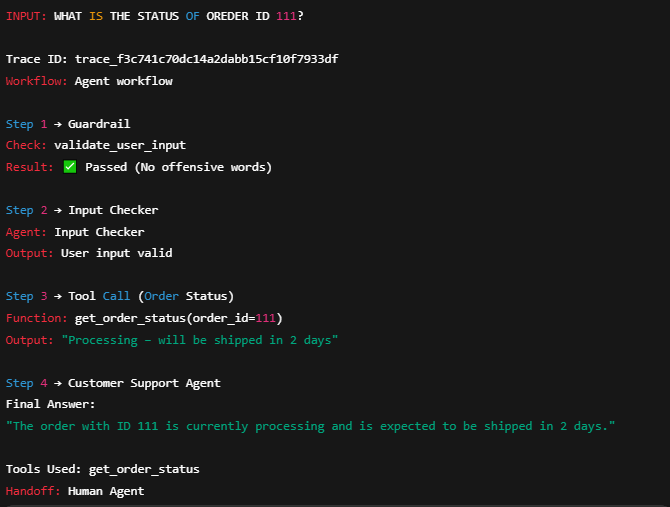 INPUT: WHAT IS THE STATUS OF OREDER ID 111?
Trace ID: trace_f3c741c70dc14a2dabb15cf10f7933df
Workflow: Agent workflow
Step 1 → Guardrail
Check: validate_user_input
Result: ✅ Passed (No offensive words)
Step 2 → Input Checker
Agent: Input Checker
Output: User input valid
Step 3 → Tool Call (Order Status)
Function: get_order_status(order_id=111)
Output: "Processing – will be shipped in 2 days"
Step 4 → Customer Support Agent
Final Answer:
"The order with ID 111 is currently processing and is expected to be shipped in 2 days."
Tools Used: get_order_status
Handoff: Human Agent